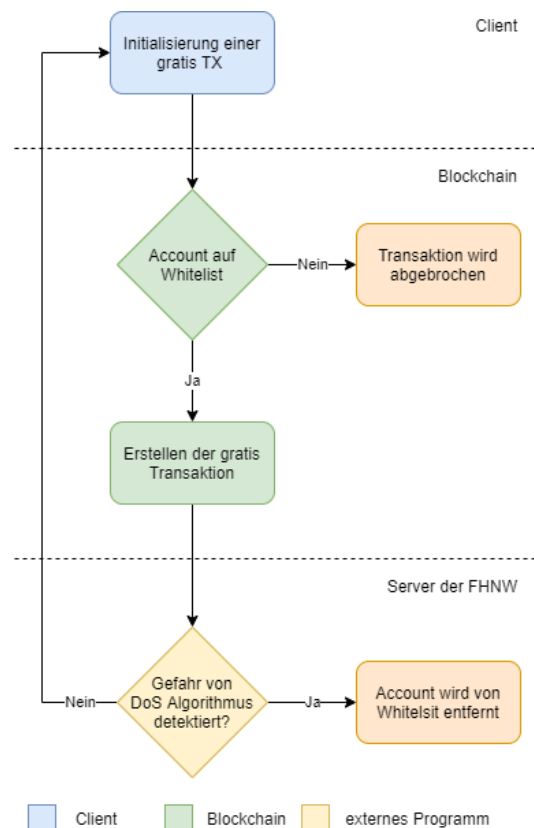 Client
Initialisierung einer
gratis TX
Blockchain
Account auf
Whitelist
Nein
Transaktion wird
abgebrochen
Ja
Erstellen der gratis
Transaktion
Server der FHNW
Gefahr von
DoS Algorithmus
detektiert?
Nein
Ja
Account wird von
Whitelsit entfernt
Client
Blockchain
externes Programm